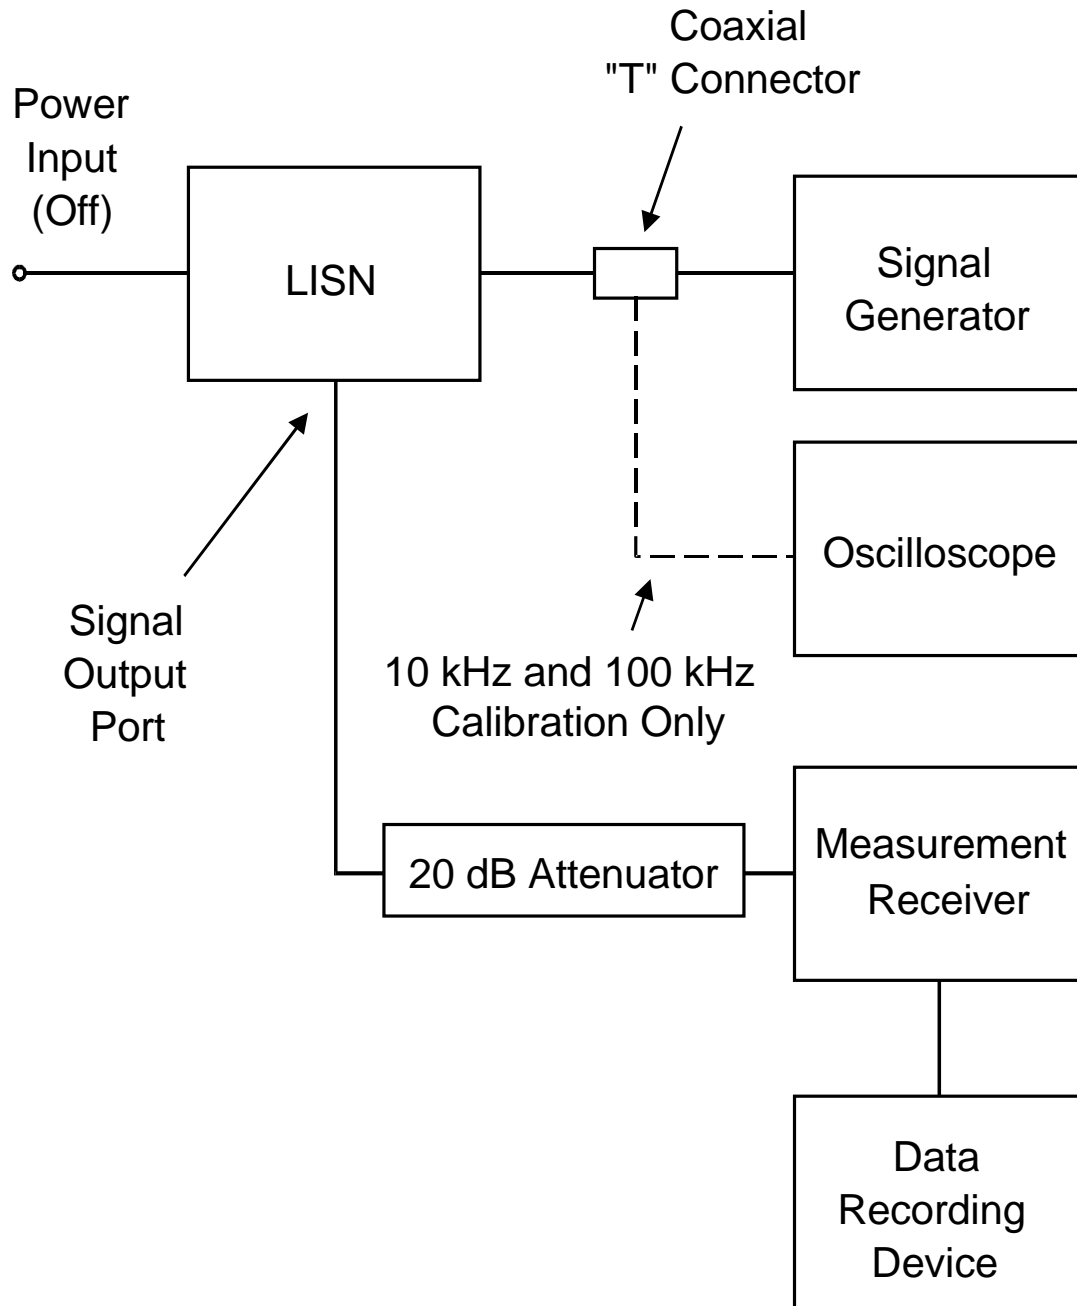 Coaxial
"T" Connector
Power
Input
(Off)
LISN
Signal
Generator
Oscilloscope
Signal
Output
Port
10 kHz and 100 kHz
Calibration Only
20 dB Attenuator
Measurement
Receiver
Data
Recording
Device